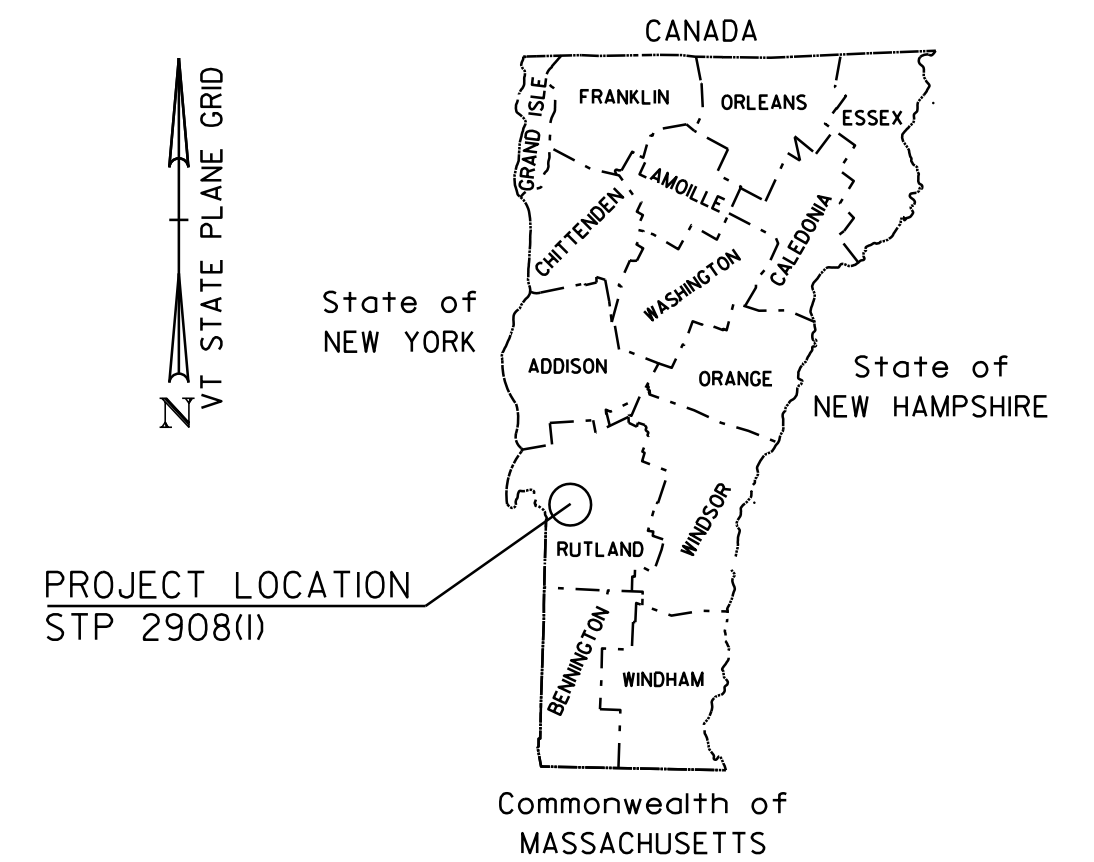 CANADA
VT STATE PLANE GRID
N
GRAND ISLE
FRANKLIN
ORLEANS
ESSEX
LAMOILLE
CHITTENDEN
CALEDONIA
WASHINGTON
State of
NEW YORK
ADDISON
ORANGE
State of
NEW HAMPSHIRE
WINDSOR
RUTLAND
PROJECT LOCATION
STP 2908(1)
BENNINGTON
WINDHAM
Commonwealth of
MASSACHUSETTS